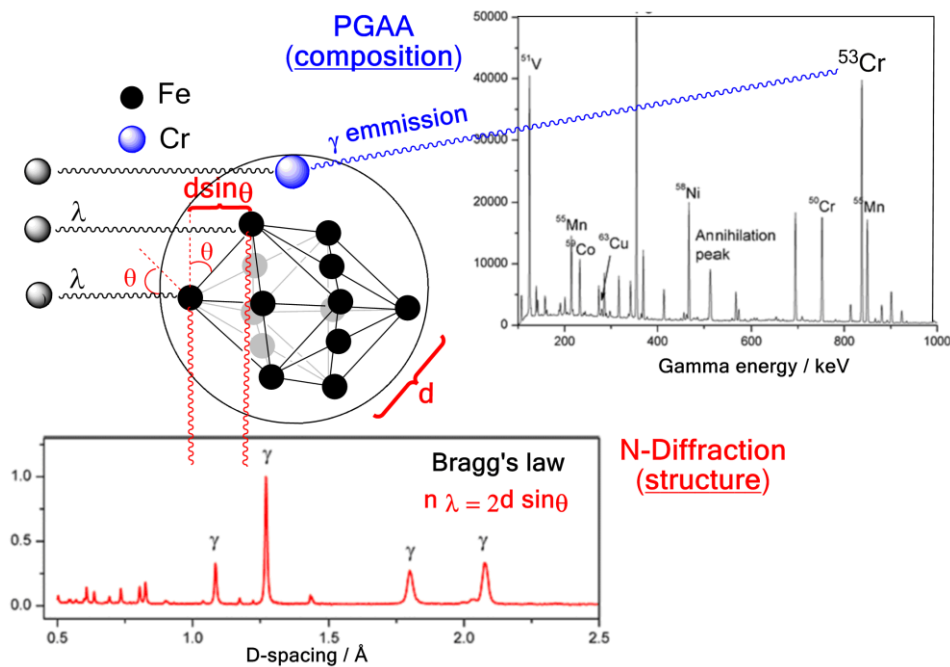 PGAA
(composition)
Fe
Cr
γ emmission
dsinθ
λ
λ
θ
θ
d
50000
40000
30000
20000
10000
0
⁵¹V
⁵³Cr
⁵⁵Mn
⁵⁹Co
⁶³Cu
⁵⁸Ni
Annihilation
peak
⁵⁰Cr
⁵⁵Mn
200
400
600
800
1000
Gamma energy / keV
N-Diffraction
(structure)
Bragg's law
n λ = 2d sinθ
γ
γ
γ
γ
1.0
0.5
0.0
0.5
1.0
1.5
2.0
2.5
D-spacing / Å